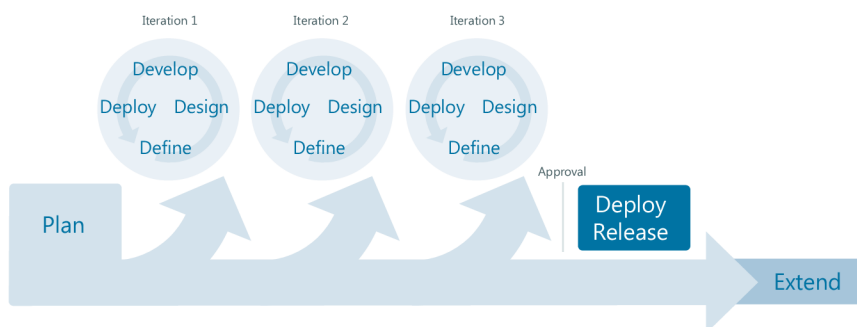 Iteration 1
Iteration 2
Iteration 3
Develop
Deploy Design
Define
Develop
Deploy Design
Define
Develop
Deploy Design
Define
Plan
Approval
Deploy
Release
Extend